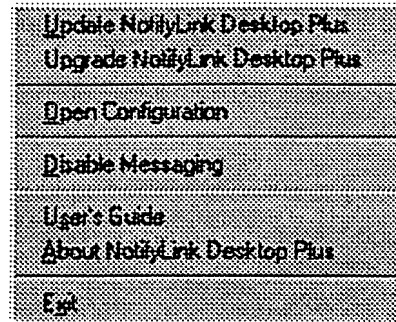 Update NotifyLink Desktop Plus
Upgrade NotifyLink Desktop Plus
Open Configuration
Disable Messaging
User's Guide
About NotifyLink Desktop Plus
Exit